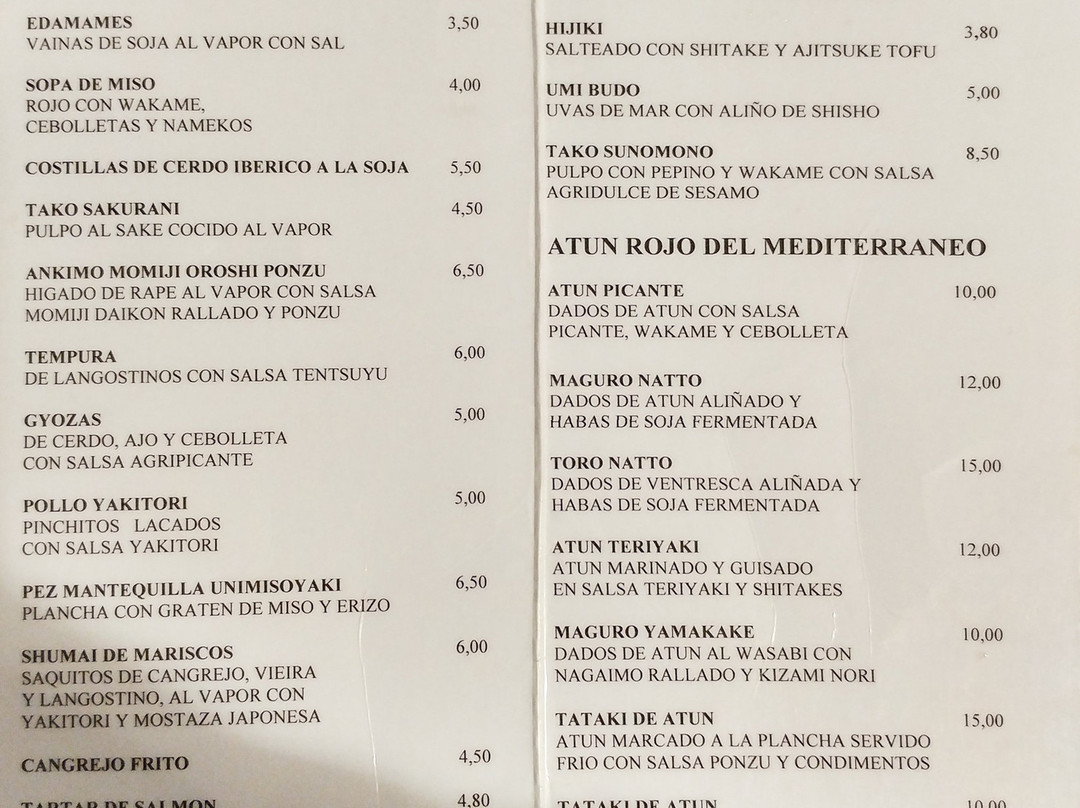 EDAMAMES 3,50
VAINAS DE SOJA AL VAPOR CON SAL
SOPA DE MISO 4,00
ROJO CON WAKAME,
CEBOLLETAS Y NAMEKOS
COSTILLAS DE CERDO IBERICO A LA SOJA 5,50
TAKO SAKURANI 4,50
PULPO AL SAKE COCIDO AL VAPOR
ANKIMO MOMIJI OROSHI PONZU 6,50
HIGADO DE RAPE AL VAPOR CON SALSA
MOMIJI DAIKON RALLADO Y PONZU
TEMPURA 6,00
DE LANGOSTINOS CON SALSA TENTSUYU
GYOZAS 5,00
DE CERDO, AJO Y CEBOLLETA
CON SALSA AGRIPICANTE
POLLO YAKITORI 5,00
PINCHITOS LACADOS
CON SALSA YAKITORI
PEZ MANTEQUILLA UNIMISOYAKI 6,50
PLANCHA CON GRATEN DE MISO Y ERIZO
SHUMAI DE MARISCOS 6,00
SAQUITOS DE CANGREJO, VIEIRA
Y LANGOSTINO, AL VAPOR CON
YAKITORI Y MOSTAZA JAPONESA
CANGREJO FRITO 4,50
TARTAR DE SALMON 4,80
HIJIKI 3,80
SALTEADO CON SHITAKE Y AJITSUKE TOFU
UMI BUDO 5,00
UVAS DE MAR CON ALIÑO DE SHISHO
TAKO SUNOMONO 8,50
PULPO CON PEPINO Y WAKAME CON SALSA
AGRIDULCE DE SESAMO
ATUN ROJO DEL MEDITERRANEO
ATUN PICANTE 10,00
DADOS DE ATUN CON SALSA
PICANTE, WAKAME Y CEBOLLETA
MAGURO NATTO 12,00
DADOS DE ATUN ALIÑADO Y
HABAS DE SOJA FERMENTADA
TORO NATTO 15,00
DADOS DE VENTRESCA ALIÑADA Y
HABAS DE SOJA FERMENTADA
ATUN TERIYAKI 12,00
ATUN MARINADO Y GUISADO
EN SALSA TERIYAKI Y SHITAKES
MAGURO YAMAKAKE 10,00
DADOS DE ATUN AL WASABI CON
NAGAIMO RALLADO Y KIZAMI NORI
TATAKI DE ATUN 15,00
ATUN MARCADO A LA PLANCHA SERVIDO
FRIO CON SALSA PONZU Y CONDIMENTOS
TATAKI DE ATUN 10,00